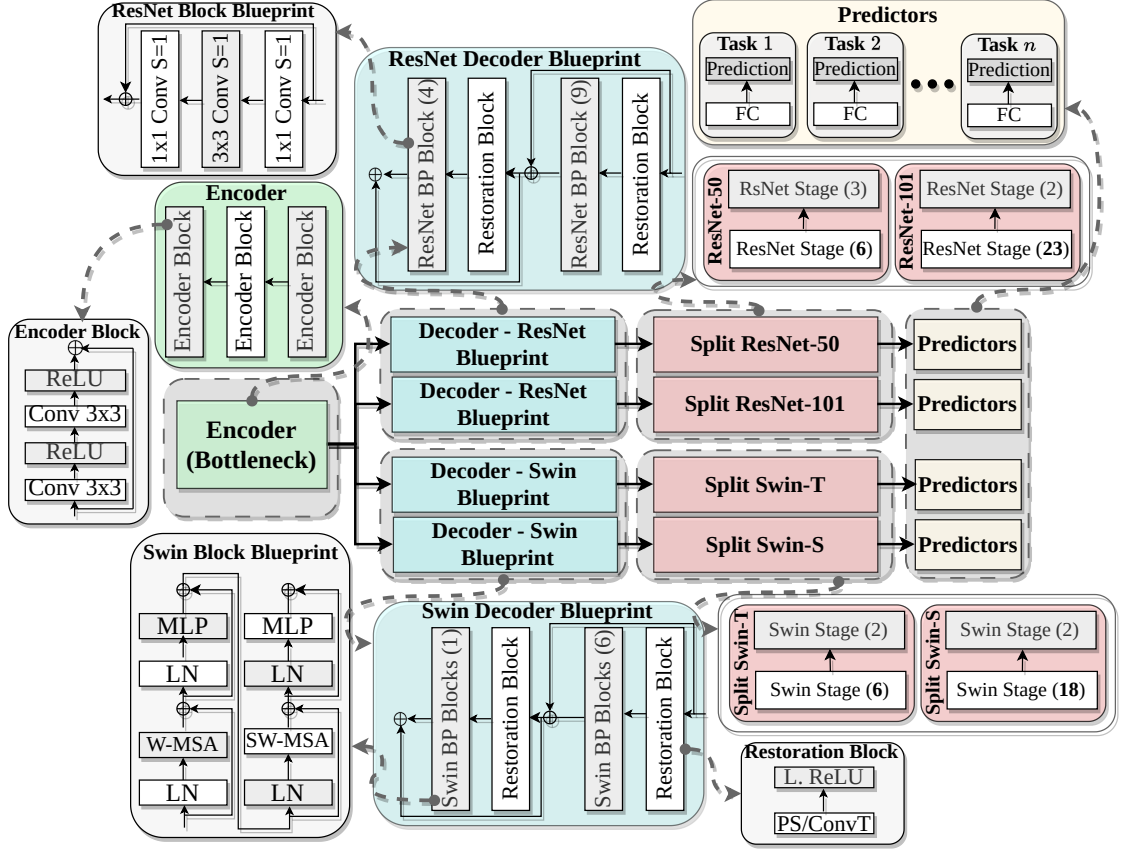 ResNet Block Blueprint
1x1 Conv S=1
3x3 Conv S=1
1x1 Conv S=1
ResNet Decoder Blueprint
ResNet BP Block (4)
Restoration Block
ResNet BP Block (9)
Restoration Block
Predictors
Task 1
Prediction
FC
Task 2
Prediction
FC
Task n
Prediction
FC
ResNet-50
RsNet Stage (3)
ResNet Stage (6)
ResNet-101
ResNet Stage (2)
ResNet Stage (23)
Encoder
Encoder Block
Encoder Block
Encoder Block
Encoder Block
ReLU
Conv 3x3
ReLU
Conv 3x3
Encoder
(Bottleneck)
Decoder - ResNet
Blueprint
Split ResNet-50
Predictors
Decoder - ResNet
Blueprint
Split ResNet-101
Predictors
Decoder - Swin
Blueprint
Split Swin-T
Predictors
Decoder - Swin
Blueprint
Split Swin-S
Predictors
Swin Block Blueprint
MLP
LN
W-MSA
LN
MLP
LN
SW-MSA
LN
Swin Decoder Blueprint
Swin BP Blocks (1)
Restoration Block
Swin BP Blocks (6)
Restoration Block
Split Swin-T
Swin Stage (2)
Swin Stage (6)
Split Swin-S
Swin Stage (2)
Swin Stage (18)
Restoration Block
L. ReLU
PS/ConvT